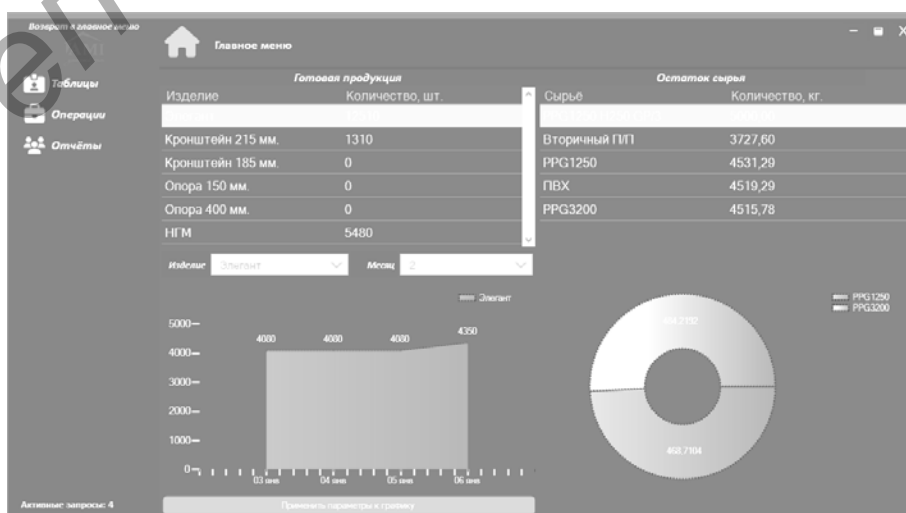 Возврат в главное меню
Главное меню
Таблицы
Операции
Отчёты
Активные запросы: 4
Готовая продукция
Изделие Количество, шт.
Кронштейн 215 мм. 1310
Кронштейн 185 мм. 0
Опора 150 мм. 0
Опора 400 мм. 0
НГМ 5480
Остаток сырья
Сырьё Количество, кг.
Вторичный П/П 3727,60
PPG1250 4531,29
ПВХ 4519,29
PPG3200 4515,78
Изделие Элегант Месяц 2
Элегант
5000
4000
3000
2000
1000
0
4080 4080 4080 4350
03 янв 04 янв 05 янв 06 янв
Применить параметры к графику
PPG1250
PPG3200
468,7104